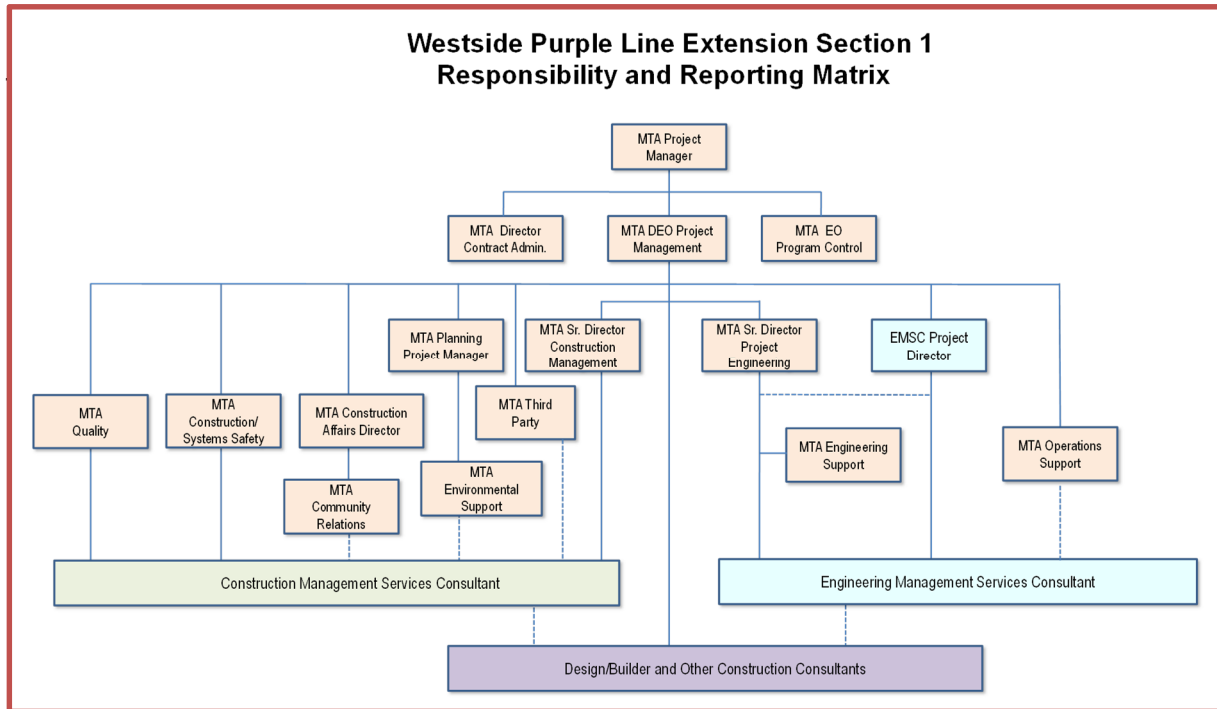 Westside Purple Line Extension Section 1
Responsibility and Reporting Matrix
MTA Project
Manager
MTA Director
Contract Admin.
MTA DEO Project
Management
MTA EO
Program Control
MTA Planning
Project Manager
MTA Sr. Director
Construction
Management
MTA Sr. Director
Project
Engineering
EMSC Project
Director
MTA
Quality
MTA
Construction/
Systems Safety
MTA Construction
Affairs Director
MTA Third
Party
MTA Engineering
Support
MTA Operations
Support
MTA
Community
Relations
MTA
Environmental
Support
Construction Management Services Consultant
Engineering Management Services Consultant
Design/Builder and Other Construction Consultants